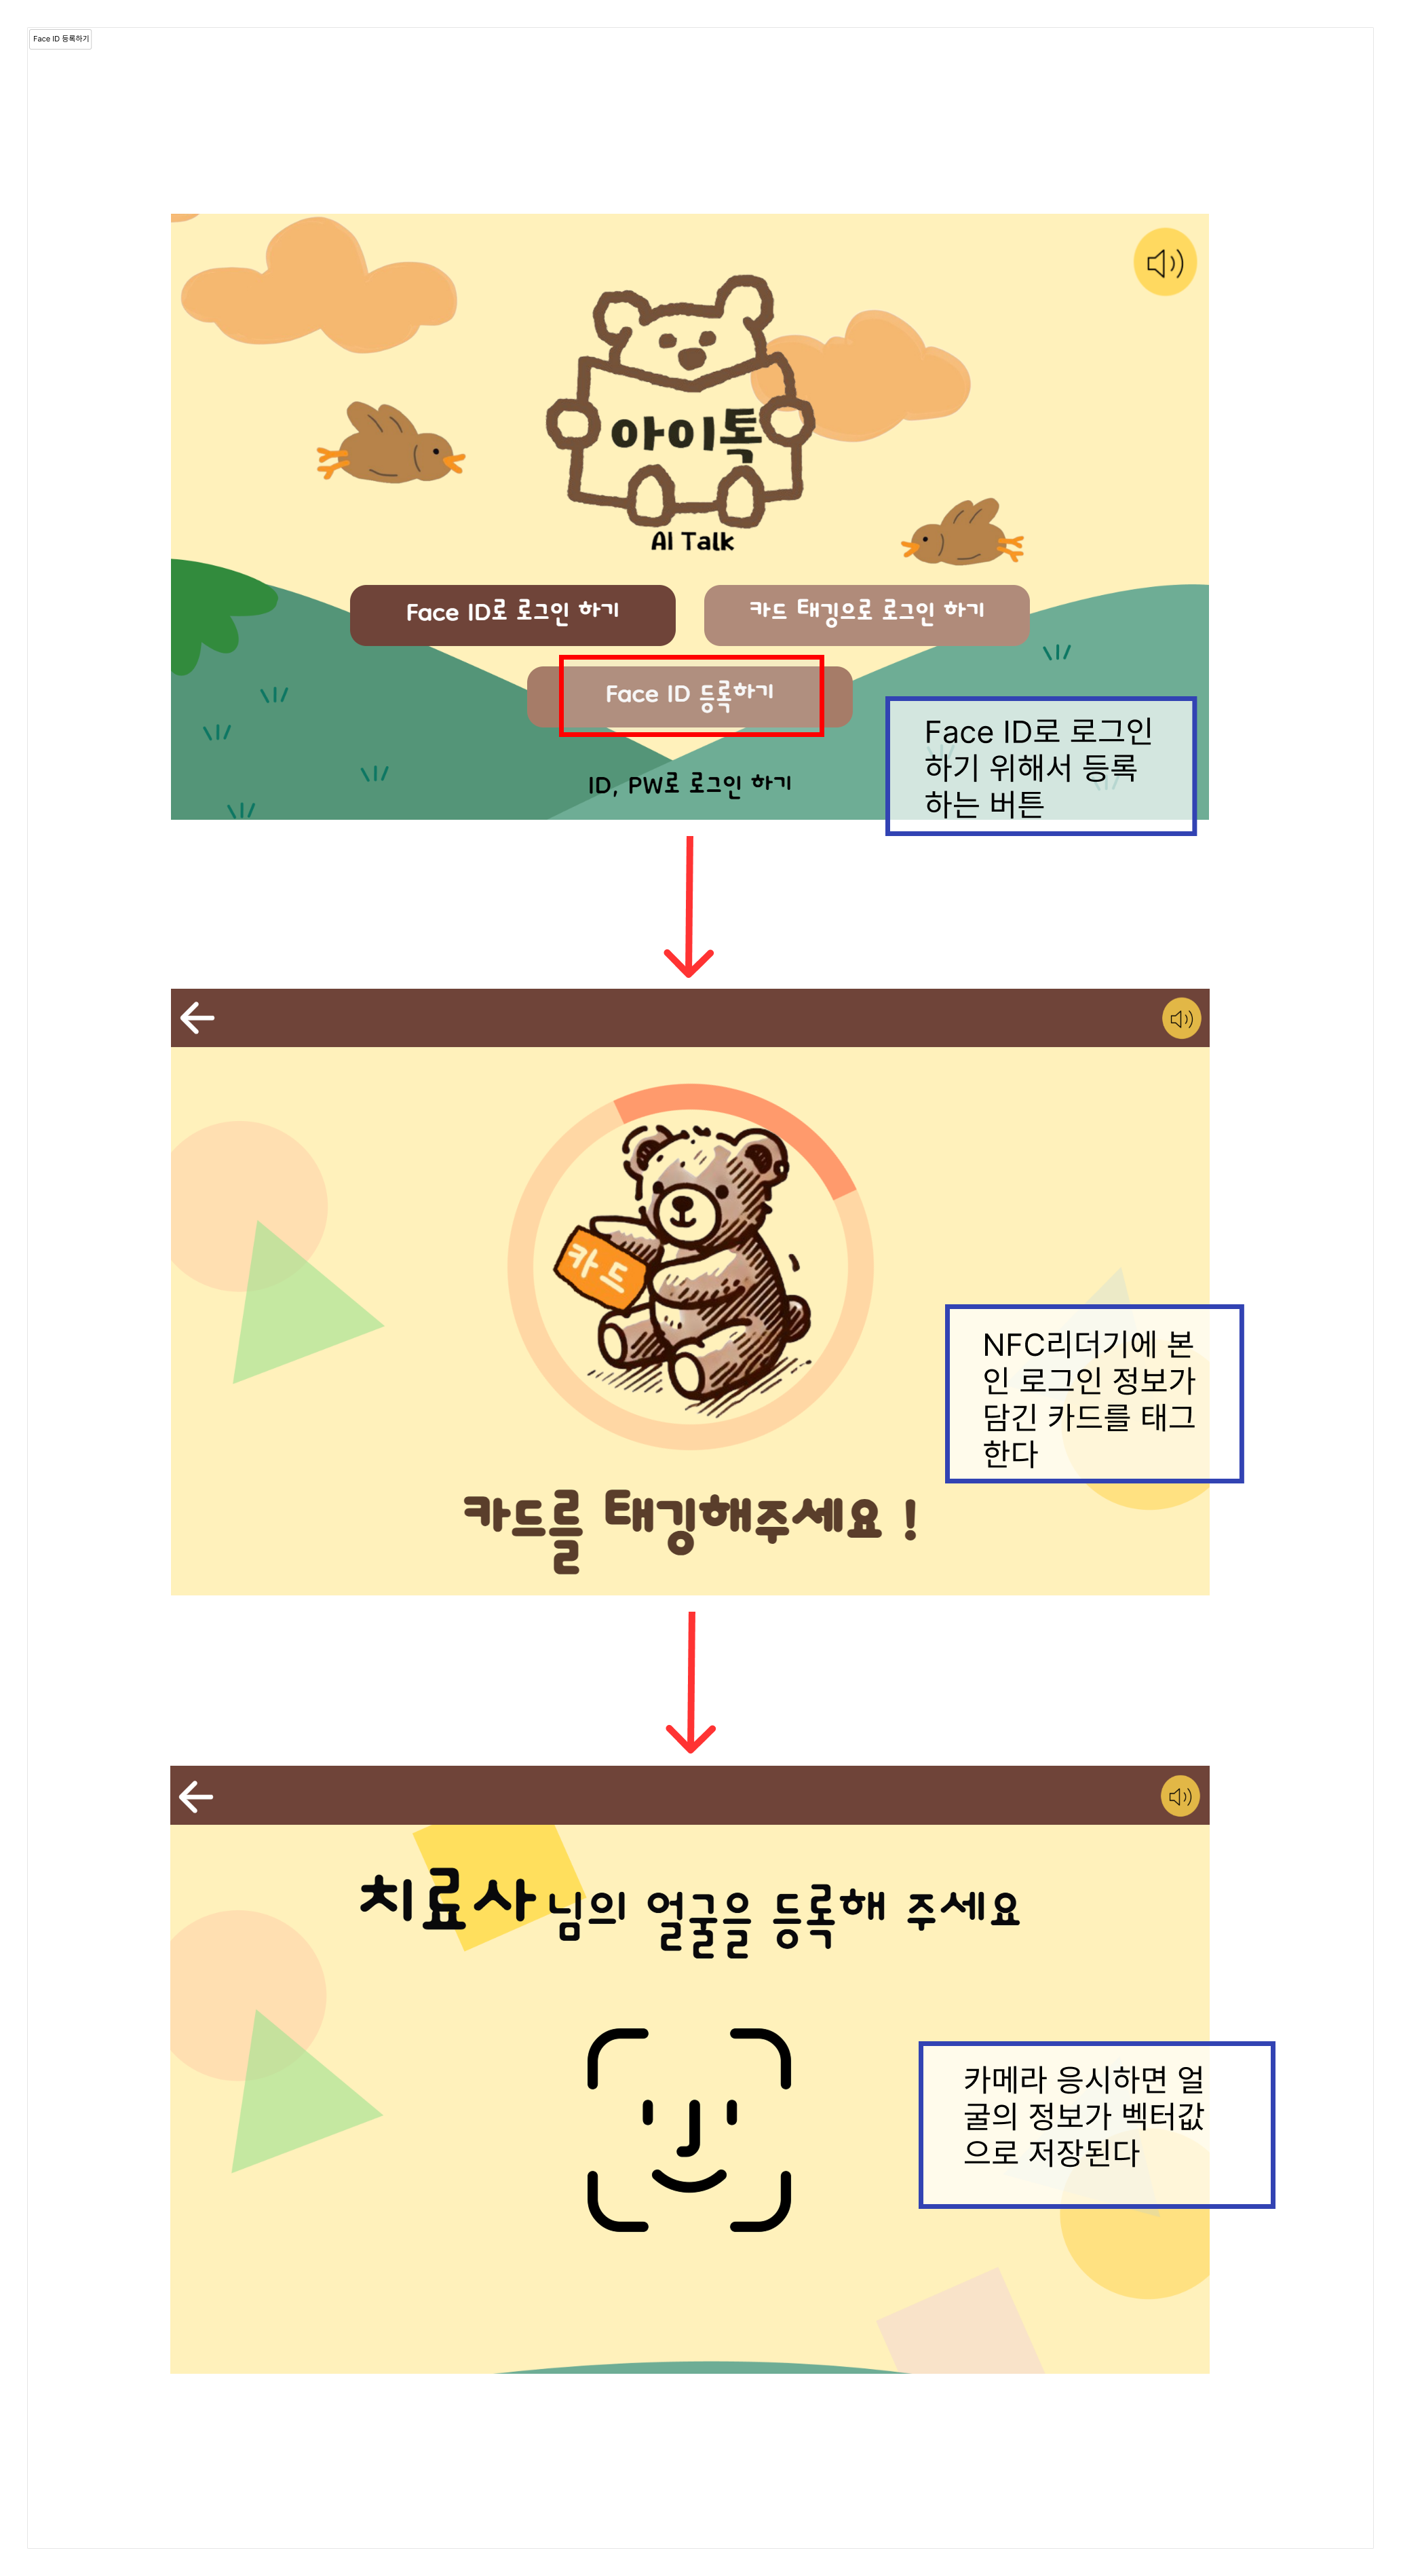 Face ID 등록하기
아이톡
AI Talk
Face ID로 로그인 하기
카드 태깅으로 로그인 하기
Face ID 등록하기
ID, PW로 로그인 하기
Face ID로 로그인
하기 위해서 등록
하는 버튼
카드
카드를 태깅해주세요 !
NFC리더기에 본
인 로그인 정보가
담긴 카드를 태그
한다
치료사 님의 얼굴을 등록해 주세요
카메라 응시하면 얼
굴의 정보가 벡터값
으로 저장된다